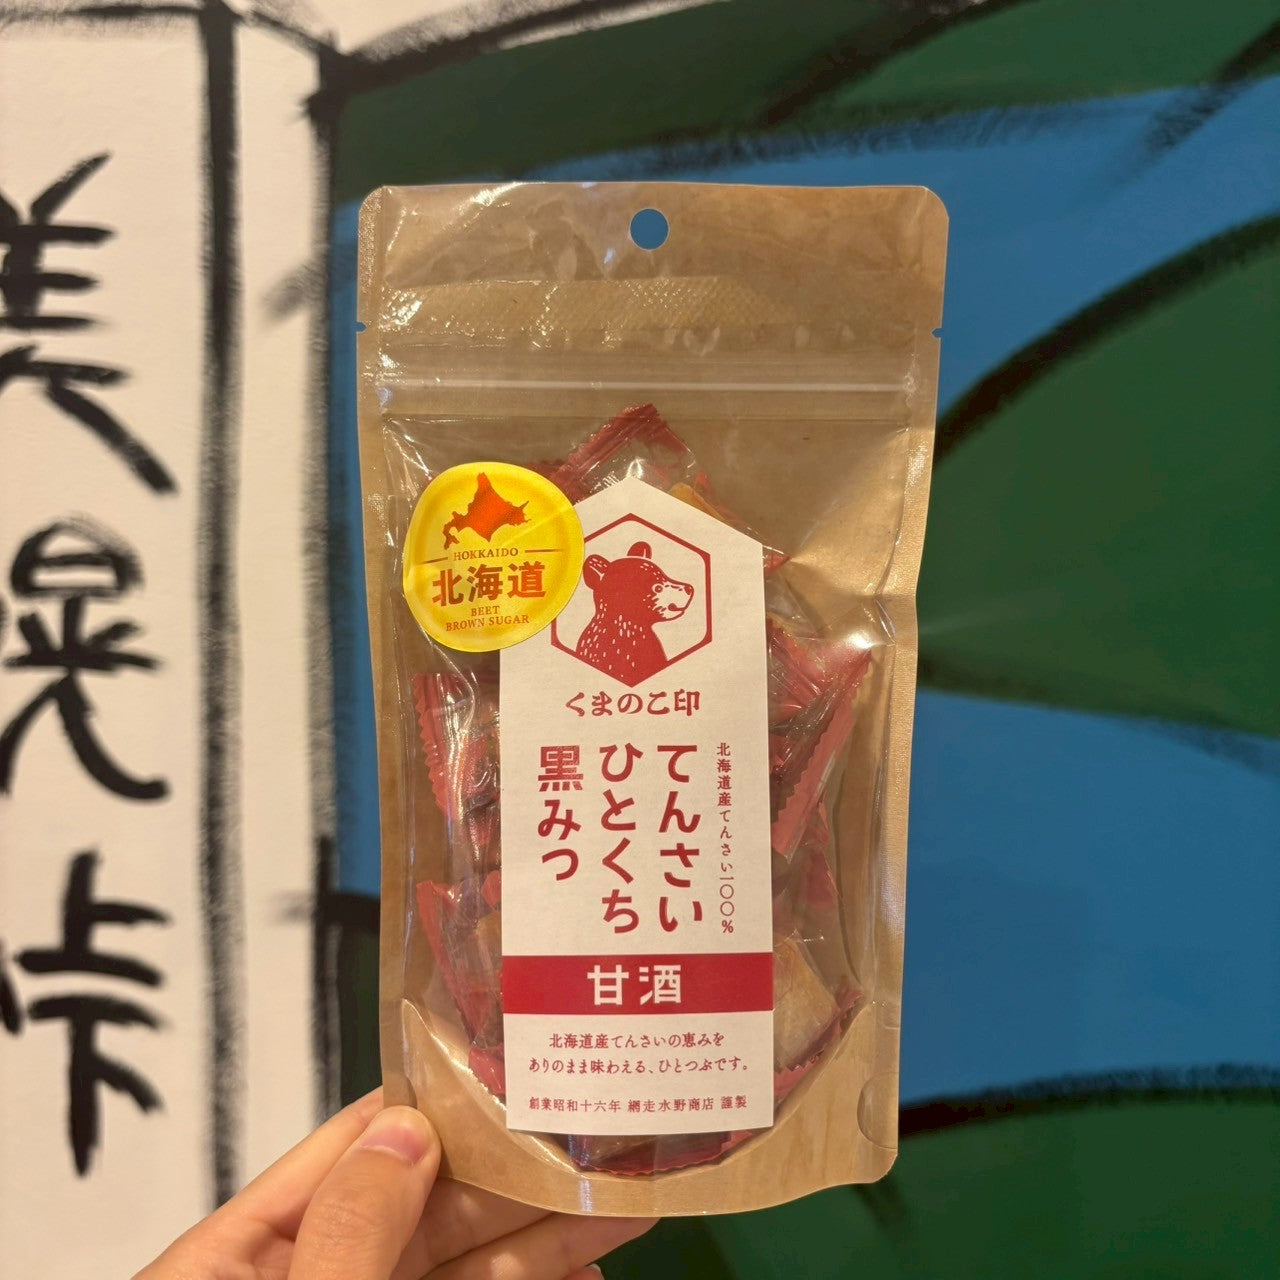 HOKKAIDO
北海道
BEET
BROWN SUGAR
くまのこ印
北海道産てんさい一〇〇%
てんさい
ひとくち
黒みつ
甘酒
北海道産てんさいの恵みを
ありのまま味わえる、ひとつぶです。
創業昭和十六年 網走水野商店 謹製